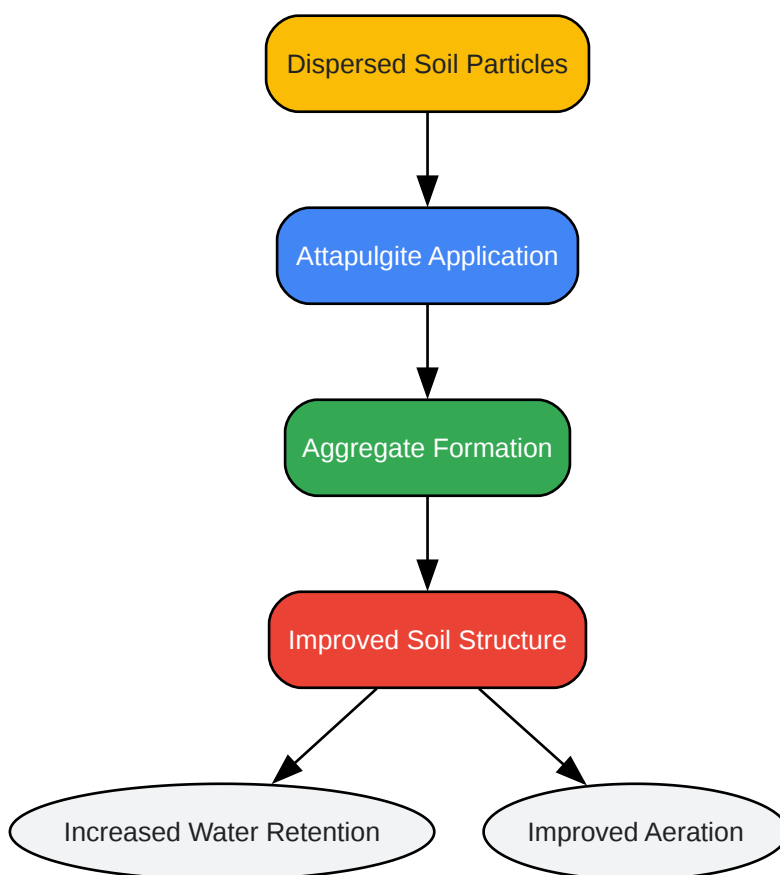 Dispersed Soil Particles
Attapulgite Application
Aggregate Formation
Improved Soil Structure
Increased Water Retention
Improved Aeration